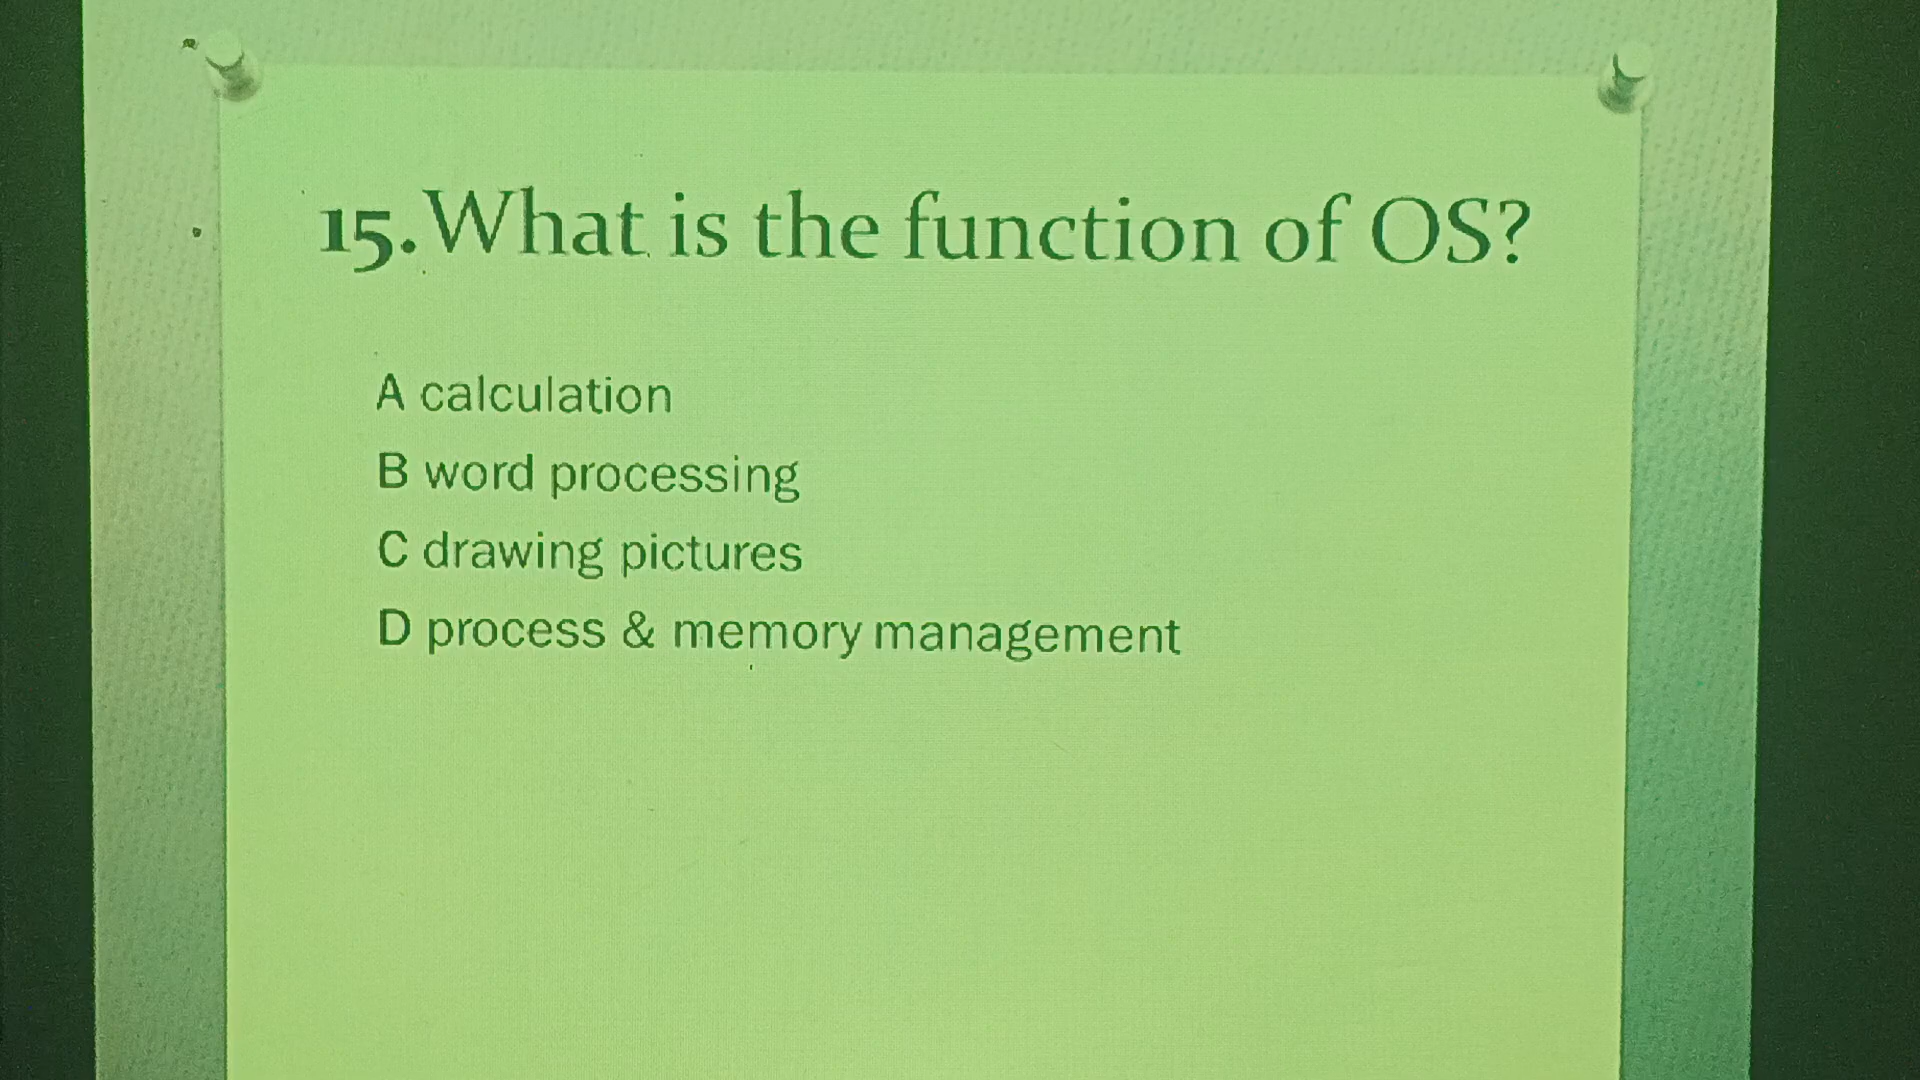 15.What is the function of OS?
A calculation
B word processing
C drawing pictures
D process & memory management